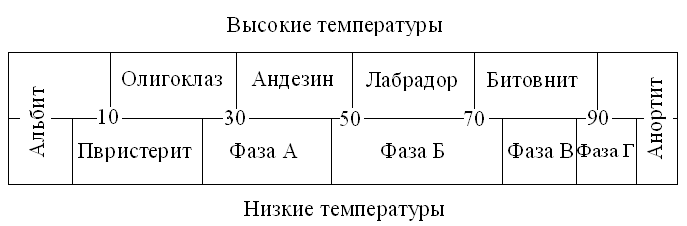 Высокие температуры
Альбит
Олигоклаз Андезин Лабрадор Битовнит
Анортит
10 30 50 70 90
Пвристерит Фаза А Фаза Б Фаза В Фаза Г
Низкие температуры